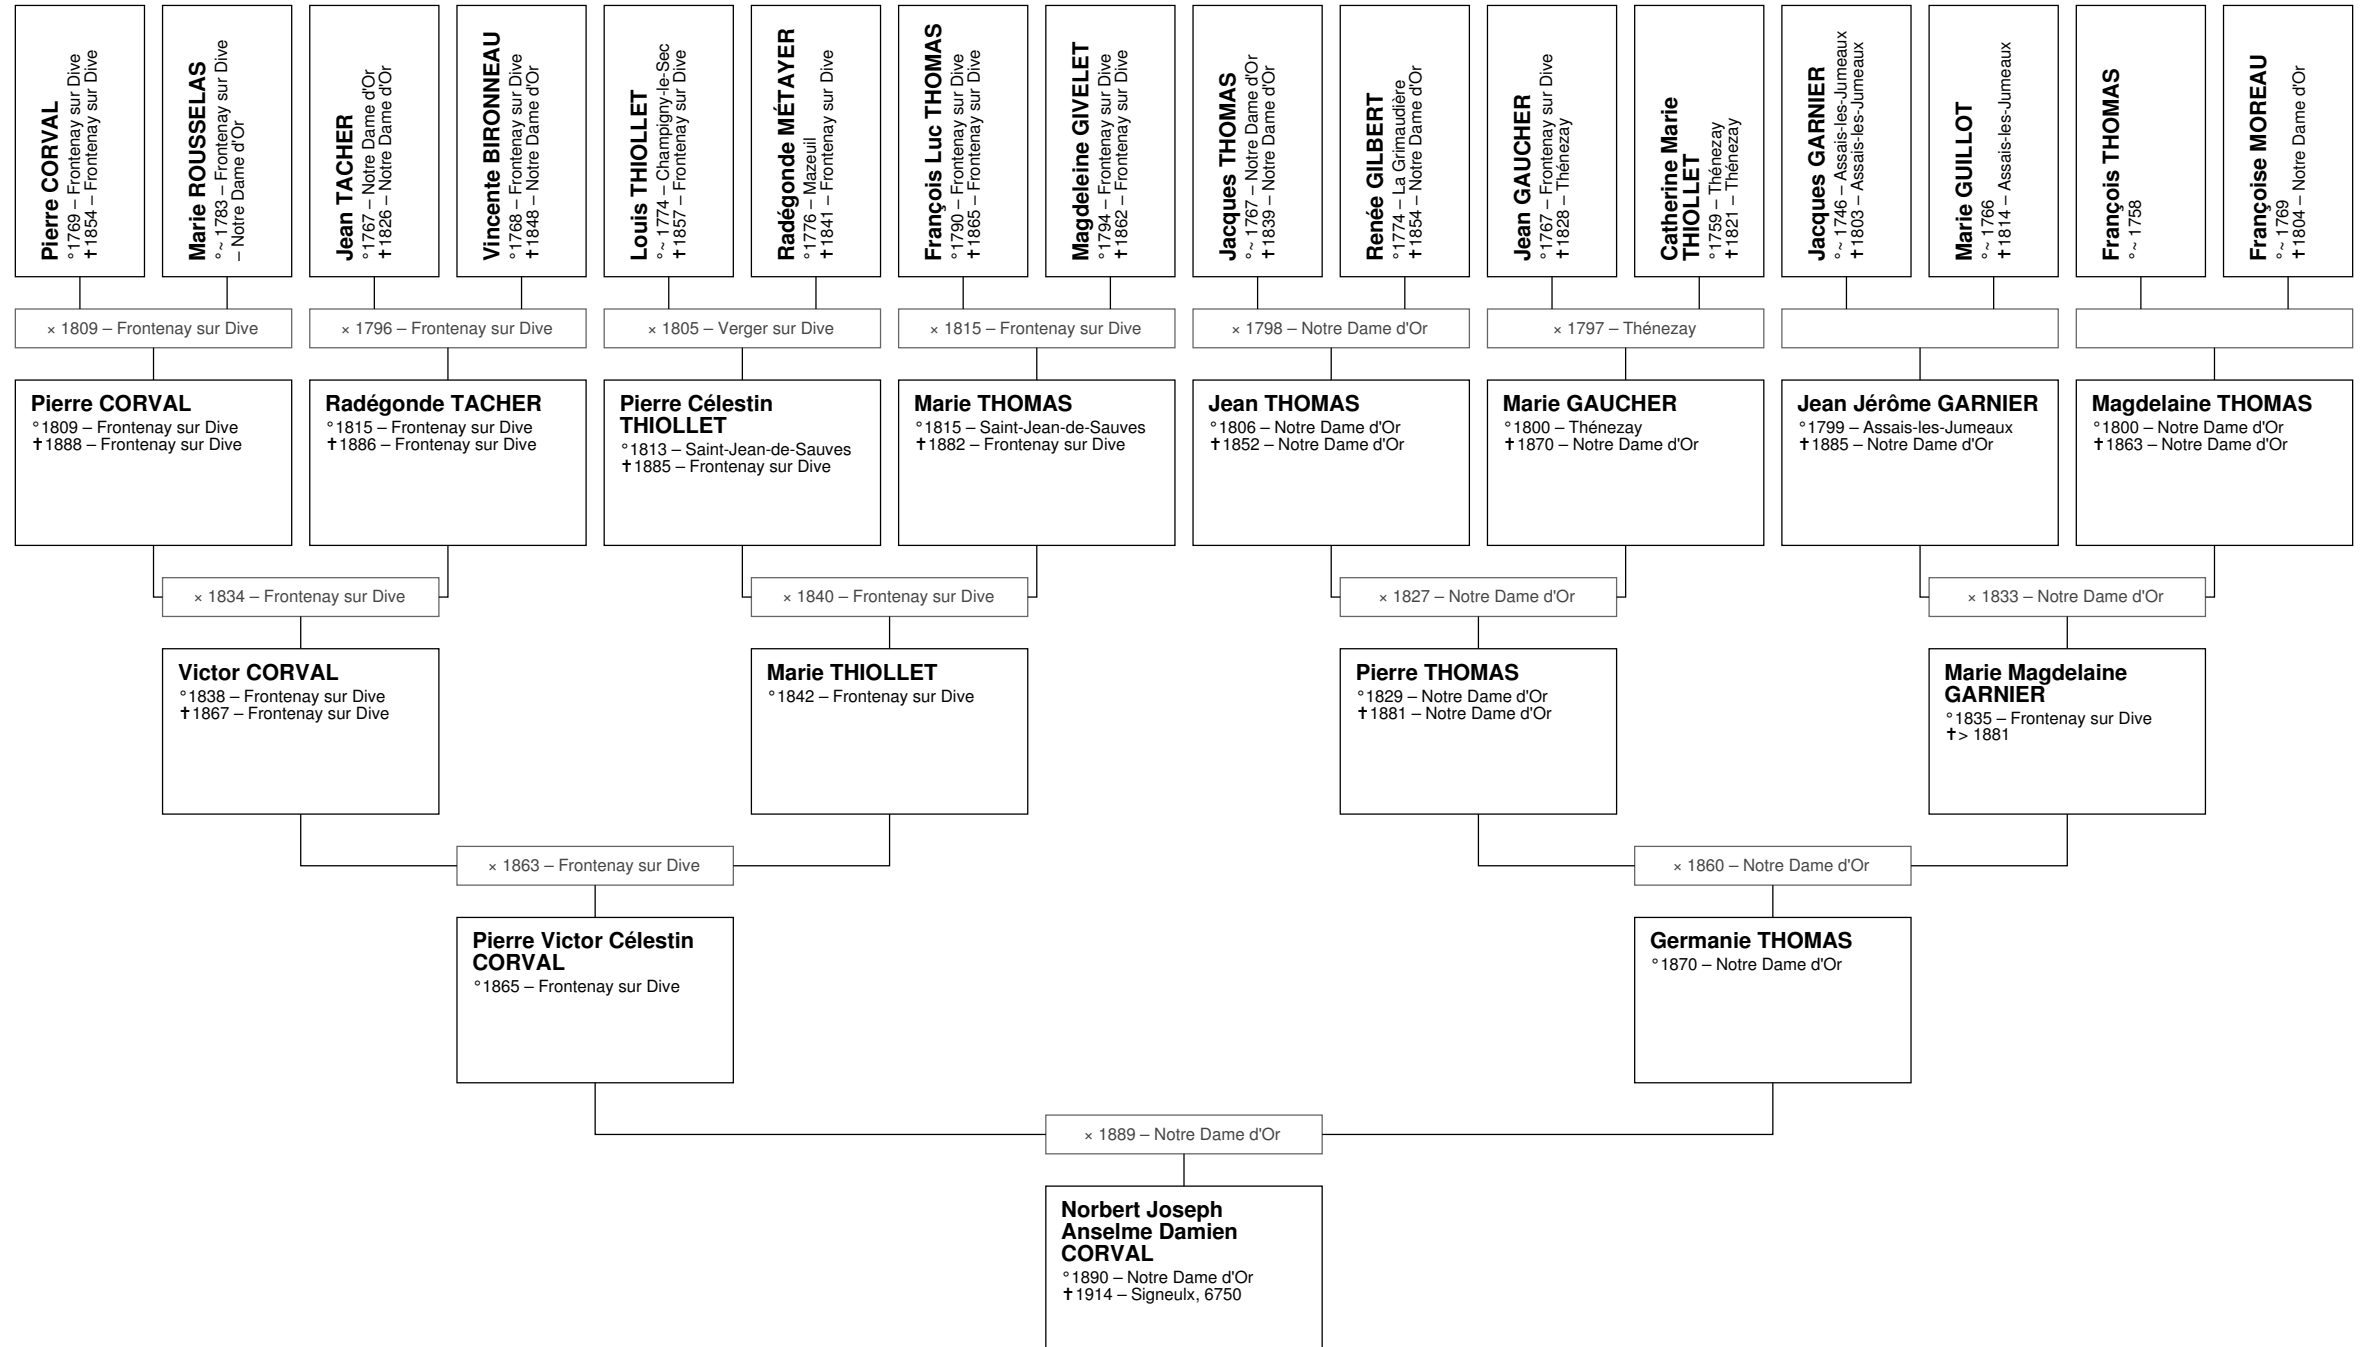 Pierre CORVAL
°1769 – Frontenay sur Dive
✝1854 – Frontenay sur Dive
Marie ROUSSELAS
°~ 1783 – Frontenay sur Dive
– Notre Dame d'Or
Jean TACHER
°1767 – Notre Dame d'Or
✝1826 – Notre Dame d'Or
Vincente BIRONNEAU
°1768 – Frontenay sur Dive
✝1848 – Notre Dame d'Or
Louis THIOLLET
°~ 1774 – Champigny-le-Sec
✝1857 – Frontenay sur Dive
Radégonde MÉTAYER
°1776 – Mazeuil
✝1841 – Frontenay sur Dive
François Luc THOMAS
°1790 – Frontenay sur Dive
✝1865 – Frontenay sur Dive
Magdeleine GIVELET
°1794 – Frontenay sur Dive
✝1862 – Frontenay sur Dive
Jacques THOMAS
°~ 1767 – Notre Dame d'Or
✝1839 – Notre Dame d'Or
Renée GILBERT
°1774 – La Grimaudière
✝1854 – Notre Dame d'Or
Jean GAUCHER
°1767 – Frontenay sur Dive
✝1828 – Thénezay
Catherine Marie
THIOLLET
°1759 – Thénezay
✝1821 – Thénezay
Jacques GARNIER
°~ 1746 – Assais-les-Jumeaux
✝1803 – Assais-les-Jumeaux
Marie GUILLOT
°~ 1766
✝1814 – Assais-les-Jumeaux
François THOMAS
°~ 1758
Françoise MOREAU
°~ 1769
✝1804 – Notre Dame d'Or
× 1809 – Frontenay sur Dive
× 1796 – Frontenay sur Dive
× 1805 – Verger sur Dive
× 1815 – Frontenay sur Dive
× 1798 – Notre Dame d'Or
× 1797 – Thénezay
Pierre CORVAL
°1809 – Frontenay sur Dive
✝1888 – Frontenay sur Dive
Radégonde TACHER
°1815 – Frontenay sur Dive
✝1886 – Frontenay sur Dive
Pierre Célestin
THIOLLET
°1813 – Saint-Jean-de-Sauves
✝1885 – Frontenay sur Dive
Marie THOMAS
°1815 – Saint-Jean-de-Sauves
✝1882 – Frontenay sur Dive
Jean THOMAS
°1806 – Notre Dame d'Or
✝1852 – Notre Dame d'Or
Marie GAUCHER
°1800 – Thénezay
✝1870 – Notre Dame d'Or
Jean Jérôme GARNIER
°1799 – Assais-les-Jumeaux
✝1885 – Notre Dame d'Or
Magdelaine THOMAS
°1800 – Notre Dame d'Or
✝1863 – Notre Dame d'Or
× 1834 – Frontenay sur Dive
× 1840 – Frontenay sur Dive
× 1827 – Notre Dame d'Or
× 1833 – Notre Dame d'Or
Victor CORVAL
°1838 – Frontenay sur Dive
✝1867 – Frontenay sur Dive
Marie THIOLLET
°1842 – Frontenay sur Dive
Pierre THOMAS
°1829 – Notre Dame d'Or
✝1881 – Notre Dame d'Or
Marie Magdelaine
GARNIER
°1835 – Frontenay sur Dive
✝> 1881
× 1863 – Frontenay sur Dive
× 1860 – Notre Dame d'Or
Pierre Victor Célestin
CORVAL
°1865 – Frontenay sur Dive
Germanie THOMAS
°1870 – Notre Dame d'Or
× 1889 – Notre Dame d'Or
Norbert Joseph
Anselme Damien
CORVAL
°1890 – Notre Dame d'Or
✝1914 – Signeulx, 6750